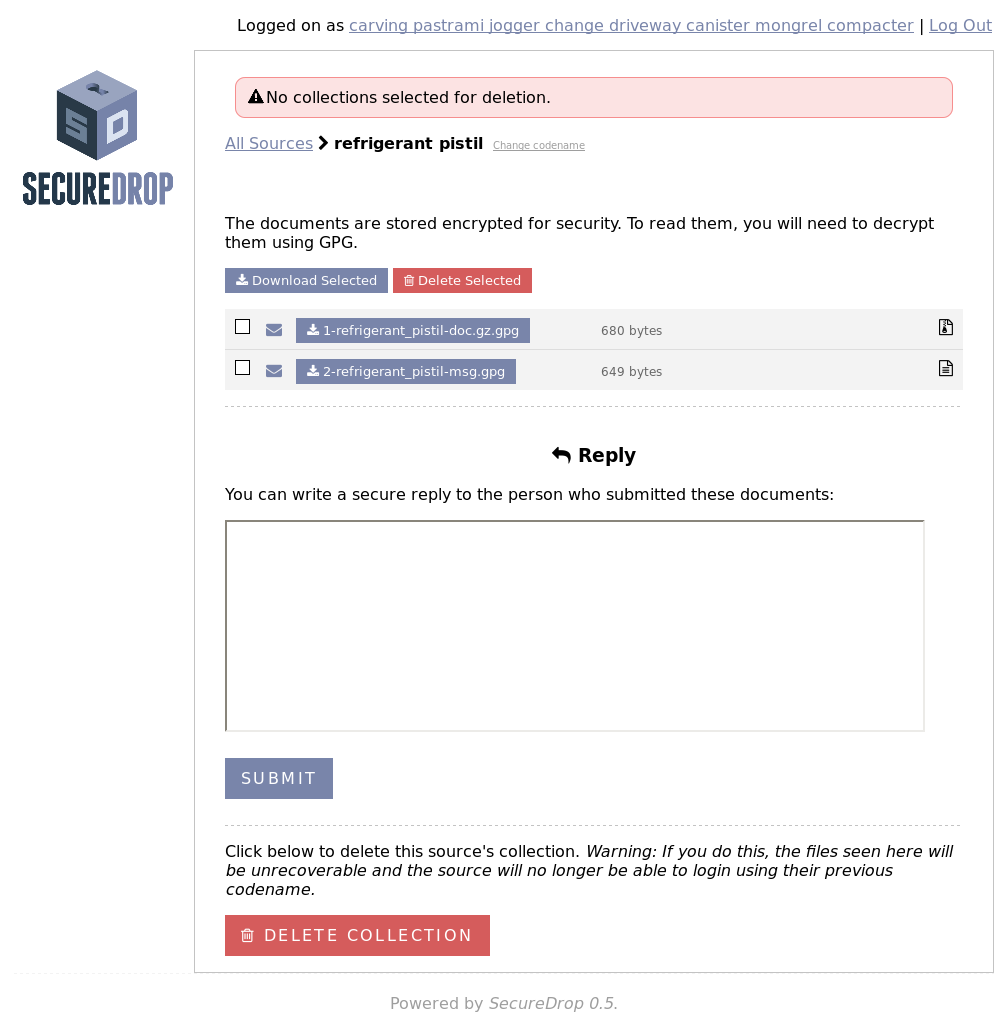 Logged on as carving pastrami jogger change driveway canister mongrel compacter | Log Out
SD
SECUREDROP
No collections selected for deletion.
All Sources refrigerant pistil Change codename
The documents are stored encrypted for security. To read them, you will need to decrypt
them using GPG.
Download Selected Delete Selected
1-refrigerant_pistil-doc.gz.gpg 680 bytes
2-refrigerant_pistil-msg.gpg 649 bytes
Reply
You can write a secure reply to the person who submitted these documents:
SUBMIT
Click below to delete this source's collection. Warning: If you do this, the files seen here will
be unrecoverable and the source will no longer be able to login using their previous
codename.
DELETE COLLECTION
Powered by SecureDrop 0.5.